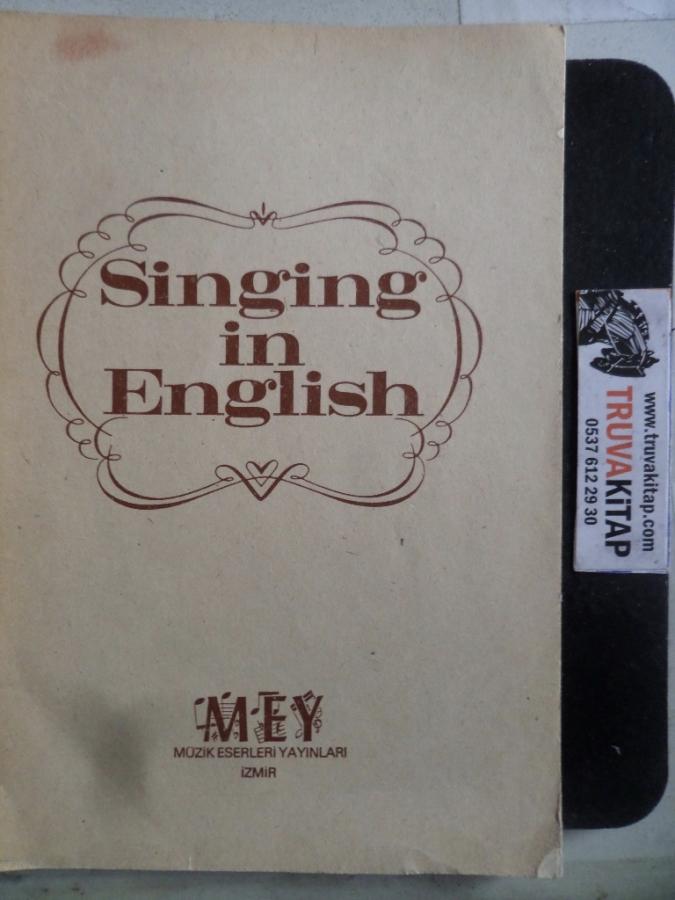 Singing
in
English
MEY
MÜZİK ESERLERİ YAYINLARI
İZMİR
www.truvakitap.com
TRUVAKİTAP
0537 612 29 30